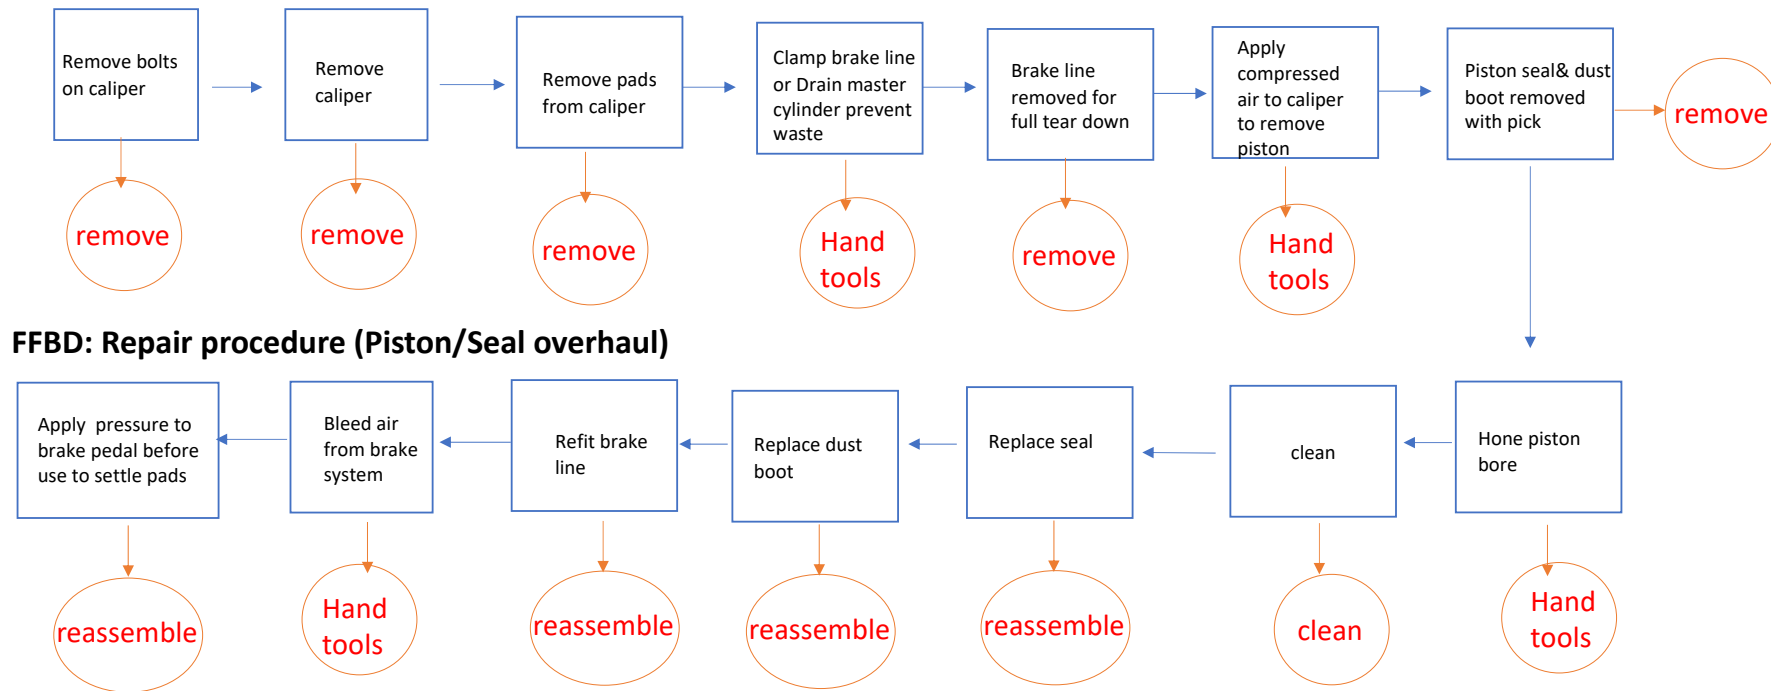 Remove bolts
on caliper
Remove
caliper
Remove pads
from caliper
Clamp brake line
or Drain master
cylinder prevent
waste
Brake line
removed for
full tear down
Apply
compressed
air to caliper
to remove
piston
Piston seal& dust
boot removed
with pick
remove
remove
remove
remove
Hand
tools
remove
Hand
tools
FFBD: Repair procedure (Piston/Seal overhaul)
Apply  pressure to
brake pedal before
use to settle pads
Bleed air
from brake
system
Refit brake
line
Replace dust
boot
Replace seal
clean
Hone piston
bore
reassemble
Hand
tools
reassemble
reassemble
reassemble
clean
Hand
tools